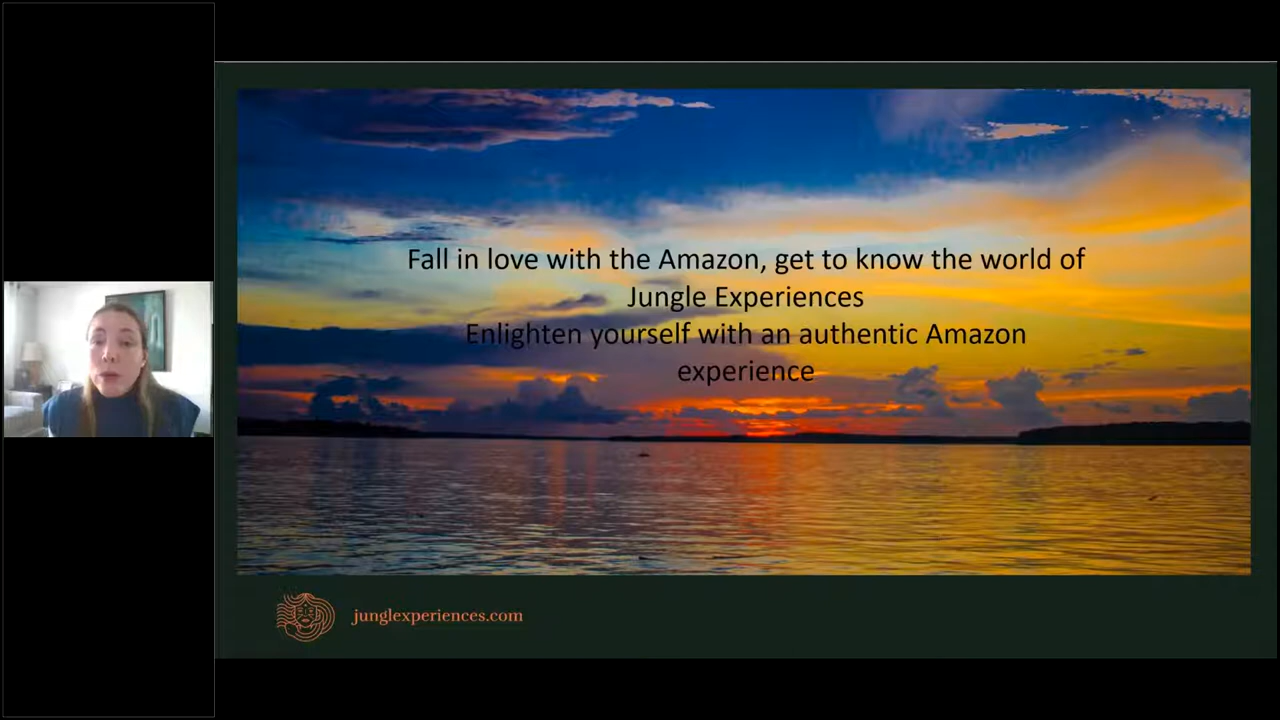 Fall in love with the Amazon, get to know the world of
Jungle Experiences
Enlighten yourself with an authentic Amazon
experience
junglexperiences.com